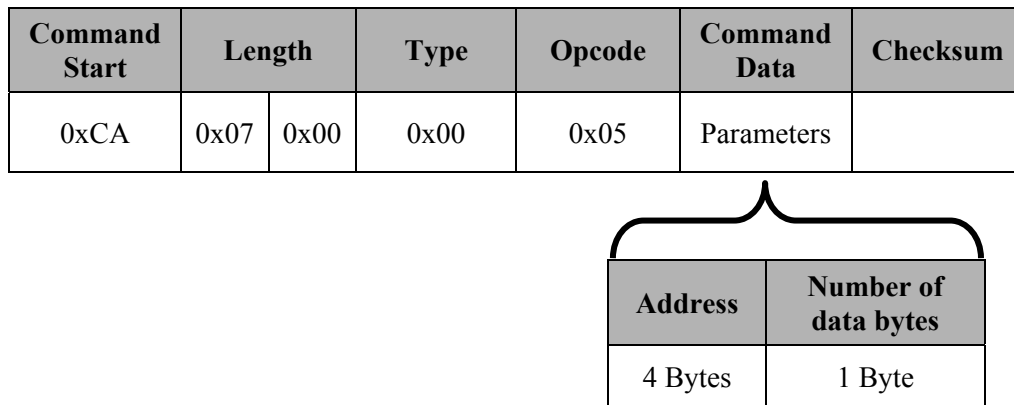 Command Start Length Type Opcode Command Data Checksum
0xCA 0x07 0x00 0x00 0x05 Parameters
Address Number of data bytes
4 Bytes 1 Byte